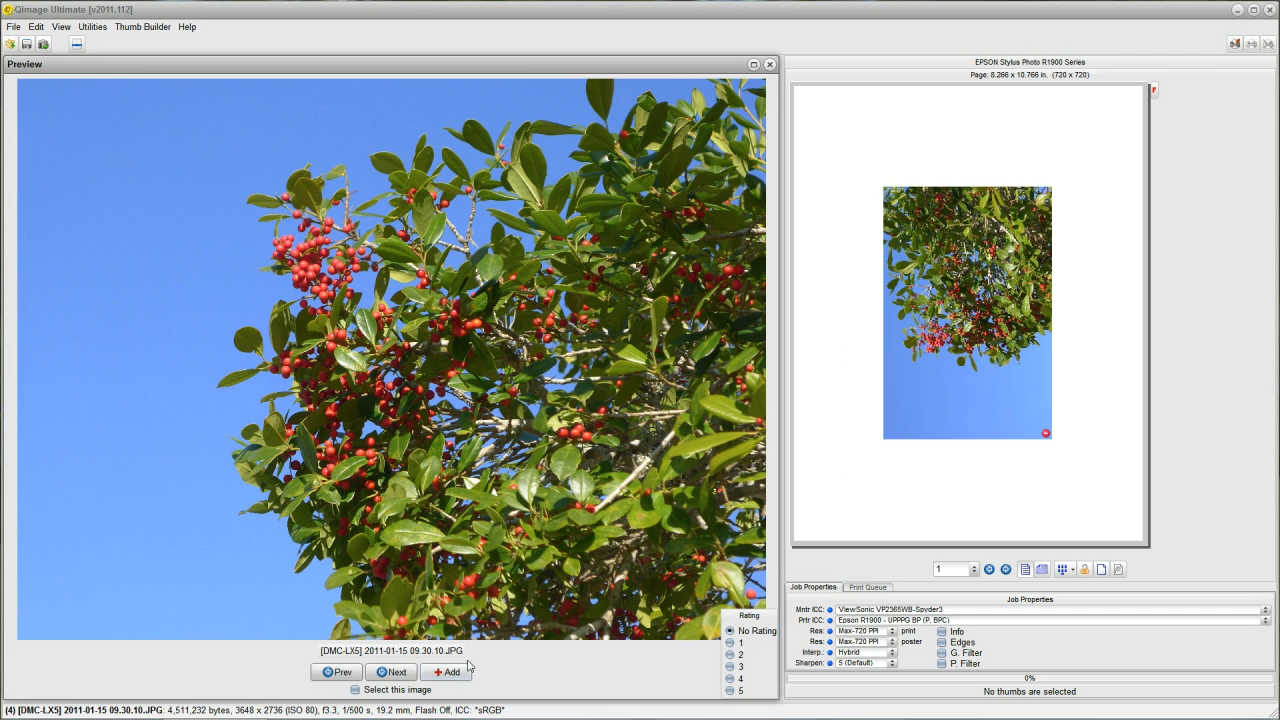 Qimage Ultimate [v2011.112]
File Edit View Utilities Thumb Builder Help
Preview
EPSON Stylus Photo R1900 Series
Page: 8.266 x 10.766 in. (720 x 720)
F
[DMC-LX5] 2011-01-15 09.30.10.JPG
Prev Next Add
Select this image
Rating
No Rating
1
2
3
4
5
1
Job Properties Print Queue
Job Properties
Mntr ICC: ViewSonic VP2365WB-Spyder3
Prtr ICC: Epson R1900 - UPPPG BP (P, BPC)
Res: Max-720 PPI print Info
Res: Max-720 PPI poster Edges
Interp.: Hybrid G. Filter
Sharpen: 5 (Default) P. Filter
0%
No thumbs are selected
(4) [DMC-LX5] 2011-01-15 09.30.10.JPG: 4,511,232 bytes, 3648 x 2736 (ISO 80), f3.3, 1/500 s, 19.2 mm, Flash Off, ICC: *sRGB*